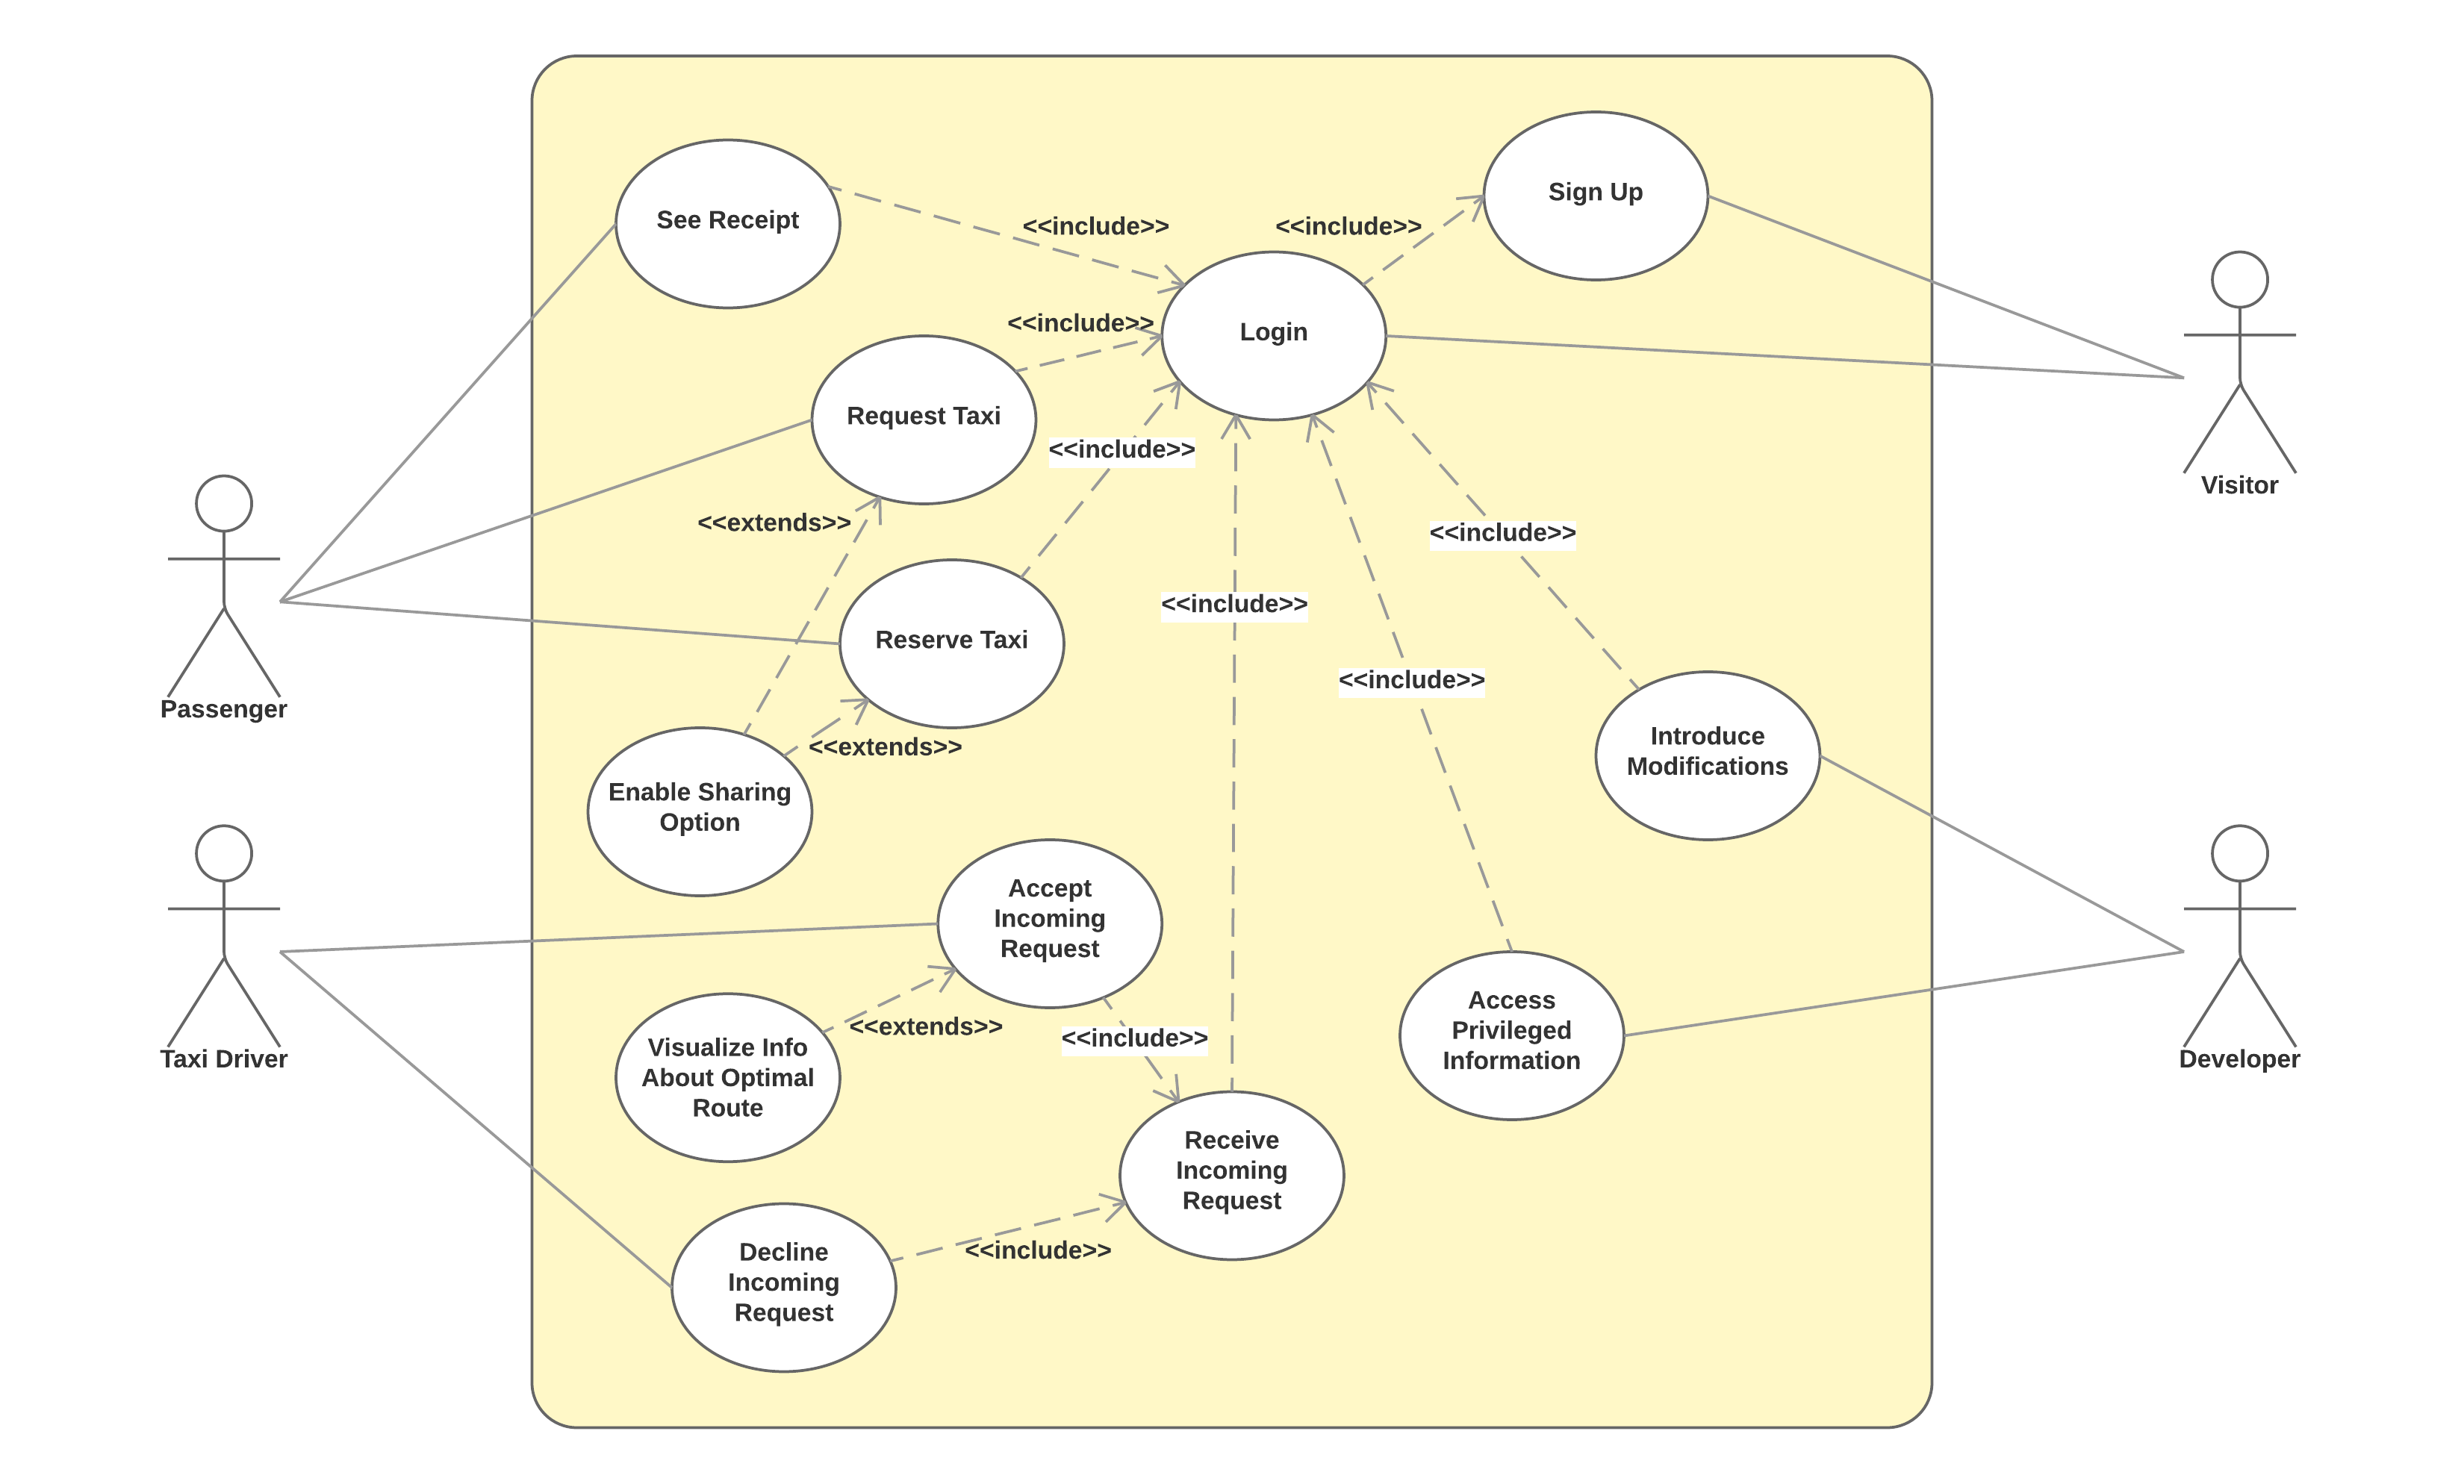 Sign Up
See Receipt
<<include>>
<<include>>
<<include>>
Login
Request Taxi
<<include>>
Visitor
<<extends>>
<<include>>
<<include>>
Reserve Taxi
<<include>>
Passenger
<<extends>>
Introduce
Modifications
Enable Sharing
Option
Accept
Incoming
Request
Access
Privileged
Information
<<extends>>
<<include>>
Visualize Info
About Optimal
Route
Taxi Driver
Developer
Receive
Incoming
Request
<<include>>
Decline
Incoming
Request